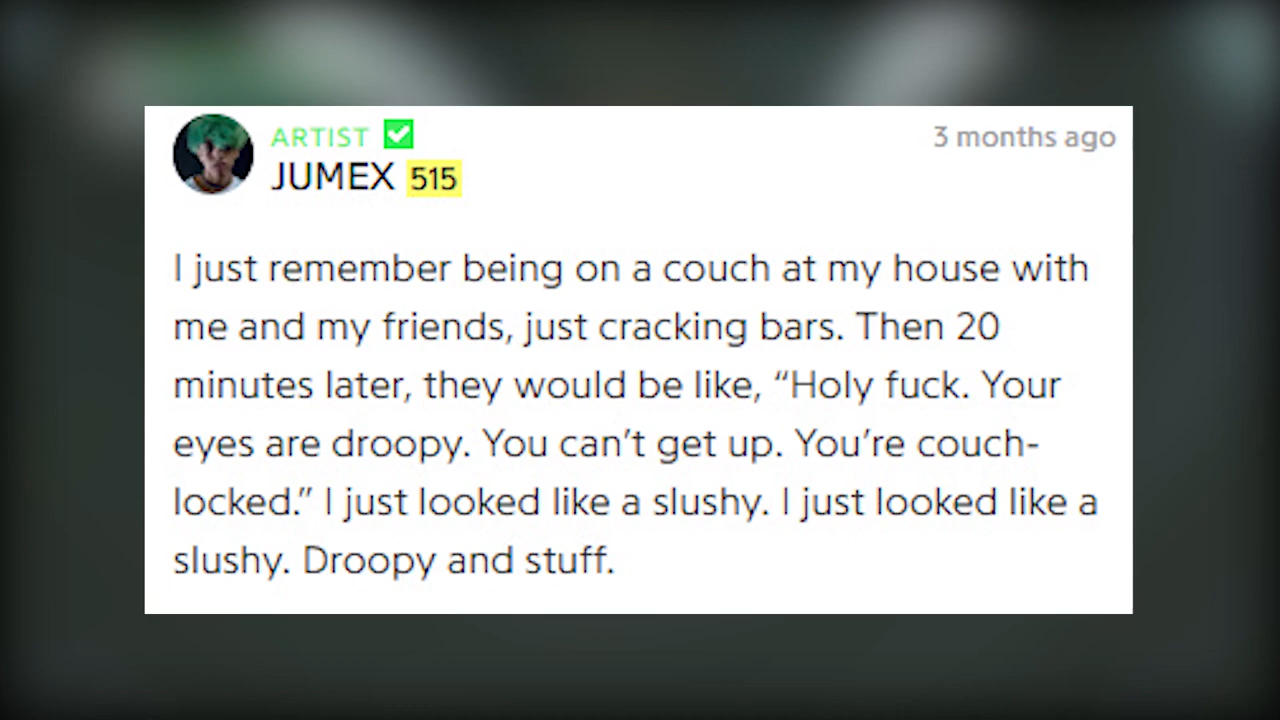 ARTIST
3 months ago
JUMEX 515
I just remember being on a couch at my house with
me and my friends, just cracking bars. Then 20
minutes later, they would be like, “Holy fuck. Your
eyes are droopy. You can’t get up. You’re couch-
locked.” I just looked like a slushy. I just looked like a
slushy. Droopy and stuff.